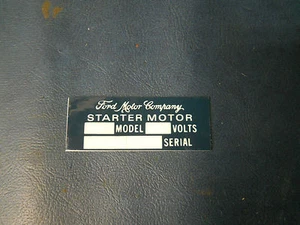 Ford Motor Company.
STARTER MOTOR
MODEL VOLTS
SERIAL